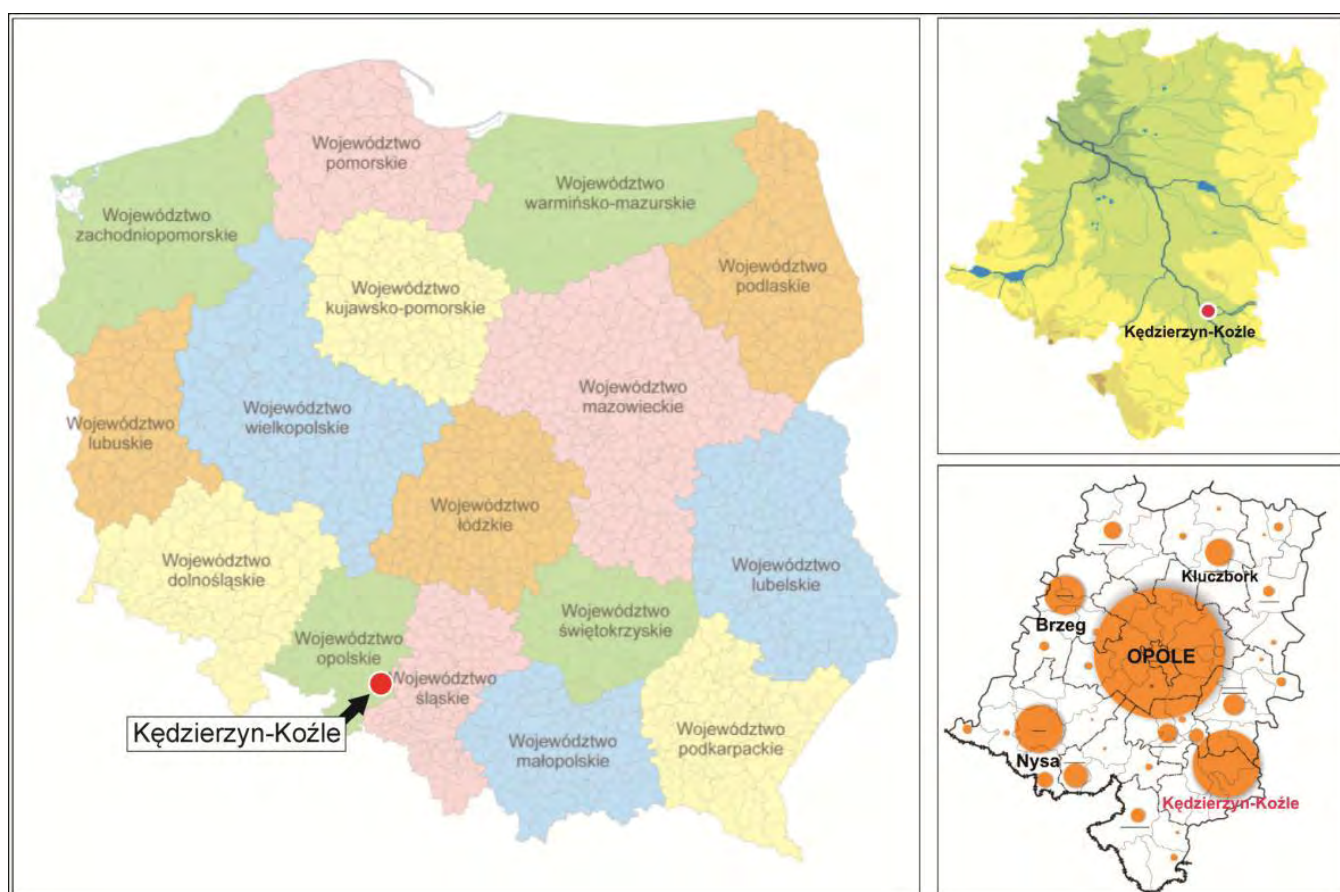 Województwo
pomorskie
Województwo
warmińsko-mazurskie
Województwo
zachodniopomorskie
Województwo
podlaskie
Województwo
kujawsko-pomorskie
Województwo
mazowieckie
Województwo
wielkopolskie
Województwo
lubuskie
Województwo
łódzkie
Województwo
dolnośląskie
Województwo
lubelskie
Województwo
świętokrzyskie
Województwo
opolskie
Województwo
śląskie
Kędzierzyn-Koźle
Województwo
podkarpackie
Województwo
małopolskie
Kędzierzyn-Koźle
Kluczbork
Brzeg
OPOLE
Nysa
Kędzierzyn-Koźle